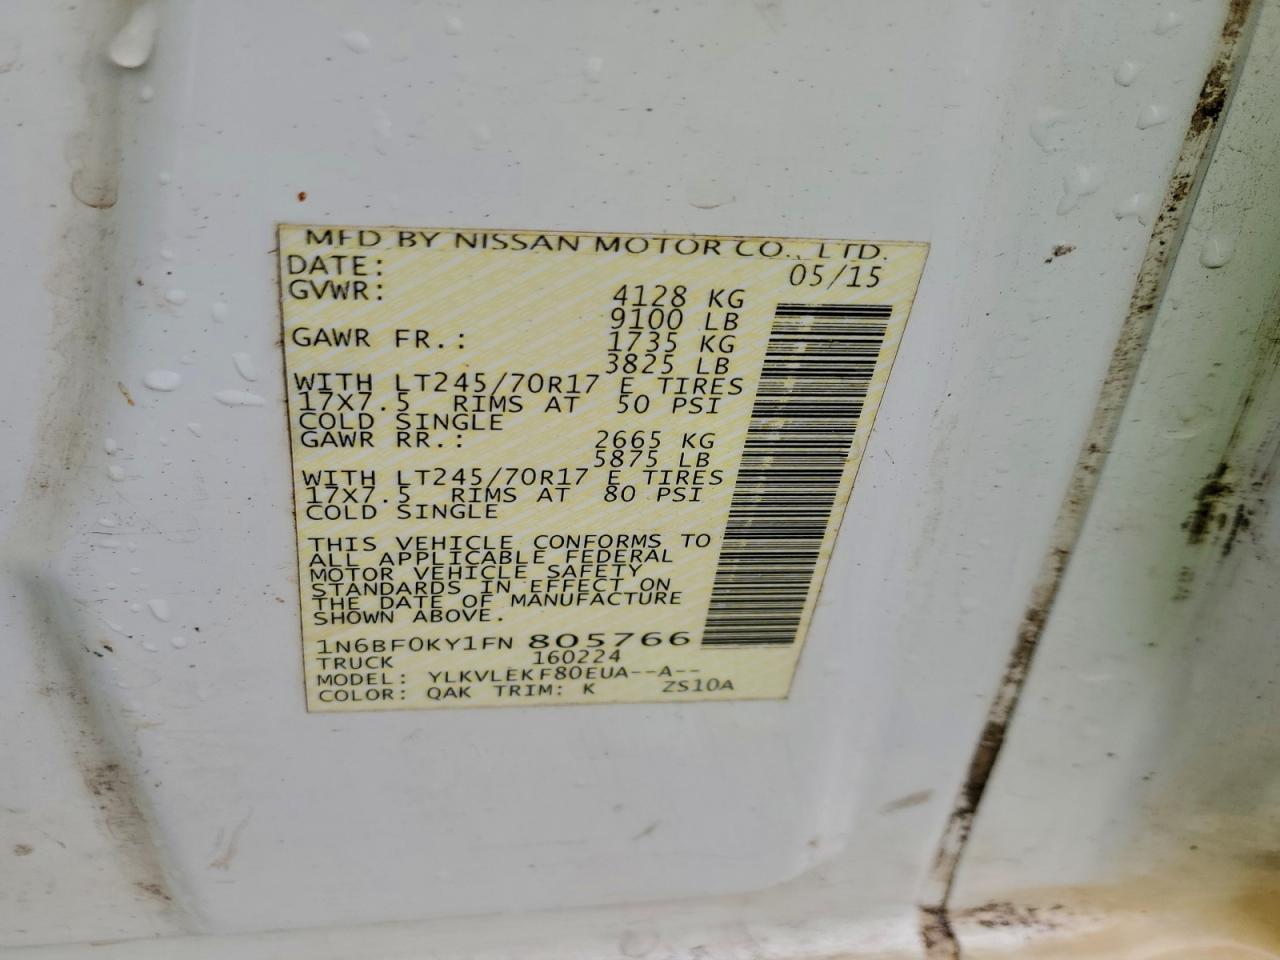 MFD BY NISSAN MOTOR CO., LTD.
DATE: 05/15
GVWR: 4128 KG
9100 LB
GAWR FR.: 1735 KG
3825 LB
WITH LT245/70R17 E TIRES
17X7.5 RIMS AT 50 PSI
COLD SINGLE
GAWR RR.: 2665 KG
5875 LB
WITH LT245/70R17 E TIRES
17X7.5 RIMS AT 80 PSI
COLD SINGLE
THIS VEHICLE CONFORMS TO
ALL APPLICABLE FEDERAL
MOTOR VEHICLE SAFETY
STANDARDS IN EFFECT ON
THE DATE OF MANUFACTURE
SHOWN ABOVE.
1N6BF0KY1FN 805766
TRUCK 160224
MODEL: YLKVLEKF80EUA--A--
COLOR: QAK TRIM: K ZS10A